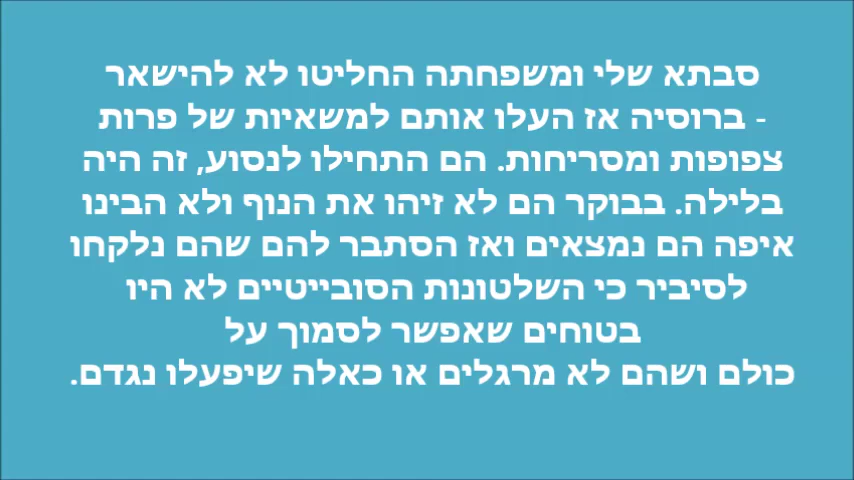 סבתא שלי ומשפחתה החליטו לא להישאר
ברוסיה אז העלו אותם למשאיות של פרות -
צפופות ומסריחות. הם התחילו לנסוע, זה היה
בלילה. בבוקר הם לא זיהו את הנוף ולא הבינו
איפה הם נמצאים ואז הסתבר להם שהם נלקחו
לסיביר כי השלטונות הסובייטיים לא היו
בטוחים שאפשר לסמוך על
כולם ושהם לא מרגלים או כאלה שיפעלו נגדם.